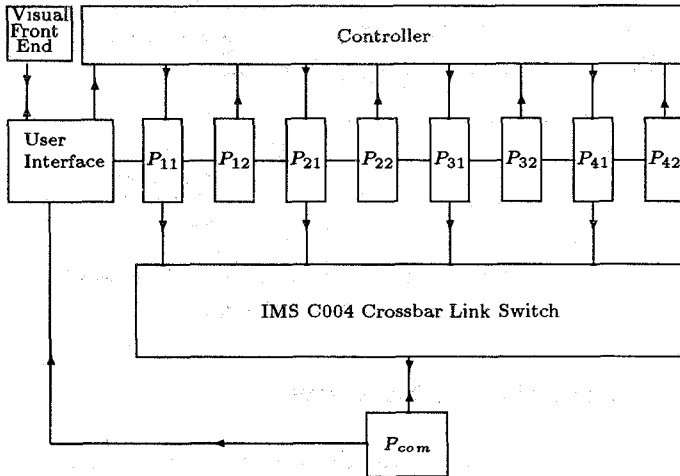 Visual
Front
End
Controller
User
Interface
P11
P12
P21
P22
P31
P32
P41
P42
IMS C004 Crossbar Link Switch
Pcom